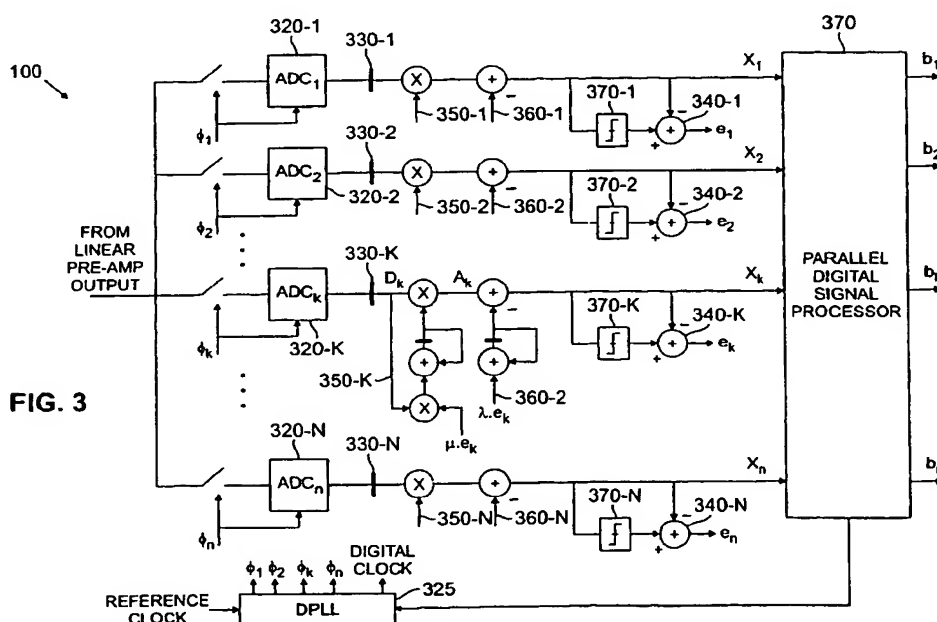 100
320-1
330-1
ADC1
ϕ1
X
350-1
+
−
360-1
370-1
340-1
X1
−
+
+
e1
370
b1
330-2
ADC2
320-2
ϕ2
X
350-2
+
−
360-2
370-2
340-2
X2
−
+
+
e2
b2
FROM LINEAR PRE-AMP OUTPUT
330-K
ADCk
320-K
ϕk
Dk
X
Ak
+
−
+
+
350-K
X
μ.ek
λ.ek
360-2
Xk
370-K
340-K
−
+
+
ek
PARALLEL
DIGITAL
SIGNAL
PROCESSOR
FIG. 3
320-N
330-N
ADCn
ϕn
X
350-N
+
−
360-N
370-N
340-N
Xn
−
+
+
en
ϕ1 ϕ2 ϕk ϕn
DIGITAL
CLOCK
325
REFERENCE
CLOCK
DPLL